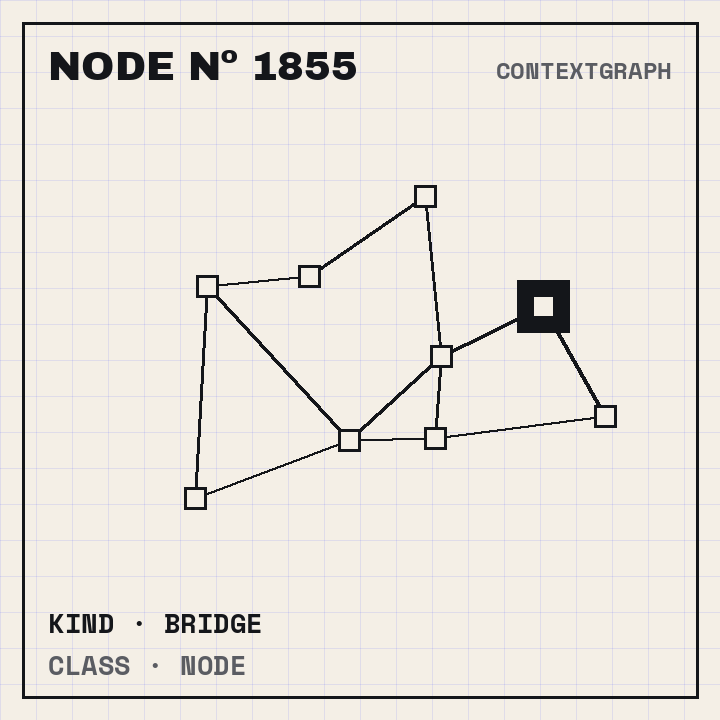 NODE Nº 1855
CONTEXTGRAPH
KIND · BRIDGE
CLASS · NODE